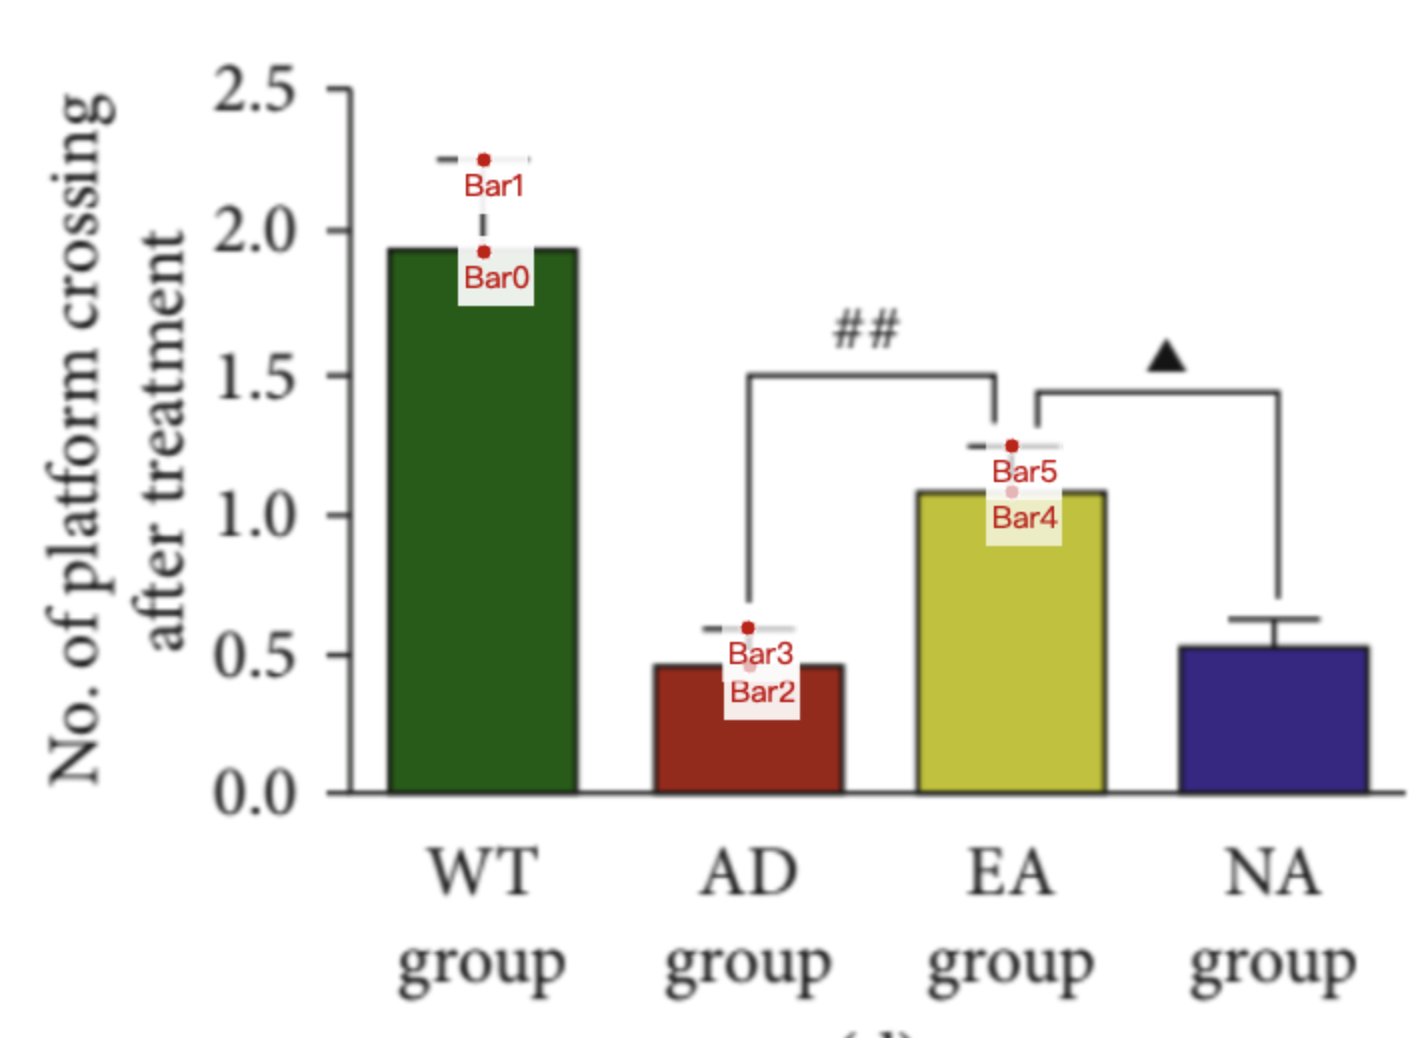 No. of platform crossing
after treatment
2.5
2.0
1.5
1.0
0.5
0.0
Bar1
Bar0
##
▲
Bar5
Bar4
Bar3
Bar2
WT
group
AD
group
EA
group
NA
group